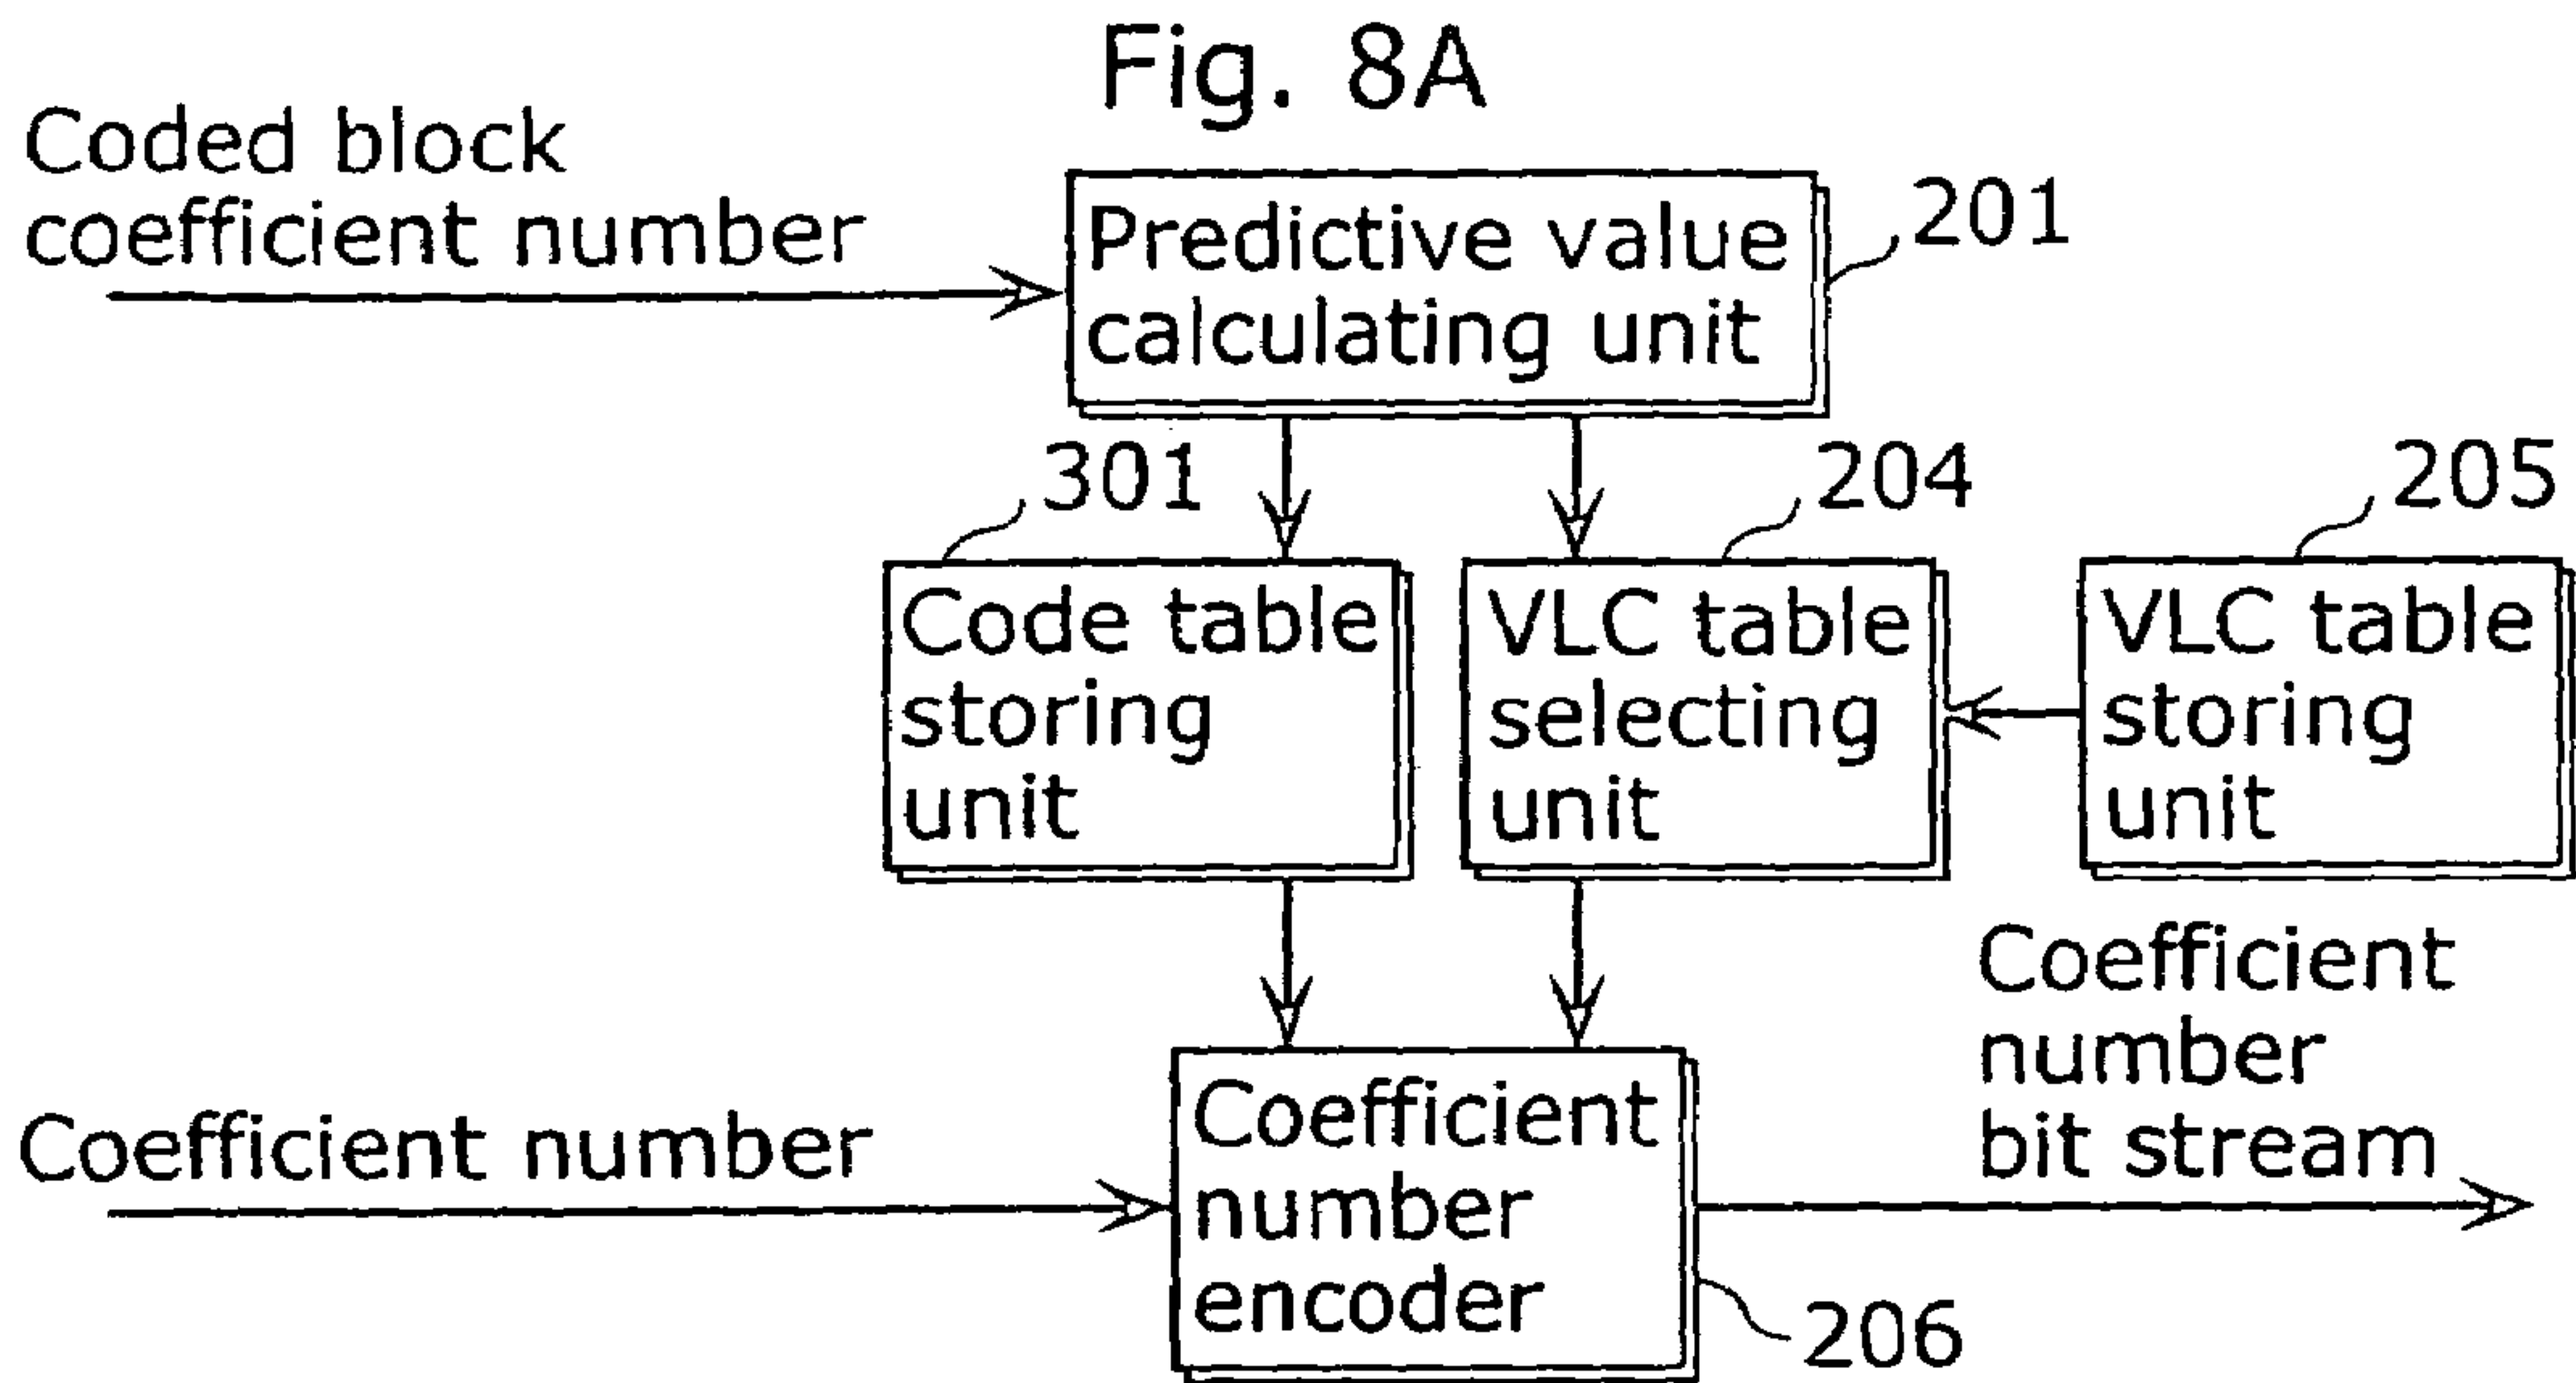 Fig. 8A
Coded block
coefficient number
Predictive value
calculating unit
201
301
204
205
Code table
storing
unit
VLC table
selecting
unit
VLC table
storing
unit
Coefficient number
Coefficient
number
encoder
206
Coefficient
number
bit stream